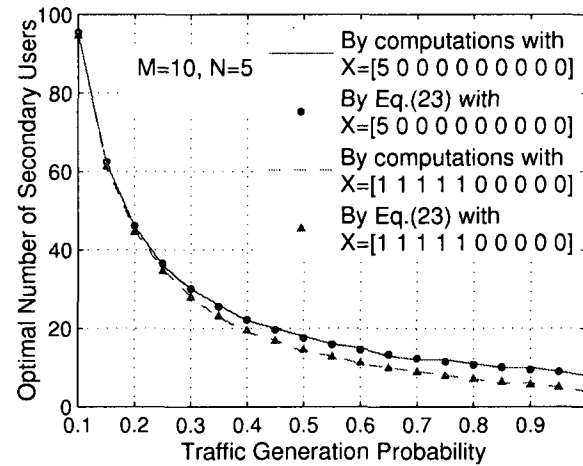 100
80
60
40
20
0
Optimal Number of Secondary Users
M=10, N=5
By computations with
X=[5 0 0 0 0 0 0 0 0 0]
By Eq.(23) with
X=[5 0 0 0 0 0 0 0 0 0]
By computations with
X=[1 1 1 1 1 0 0 0 0 0]
By Eq.(23) with
X=[1 1 1 1 1 0 0 0 0 0]
0.1 0.2 0.3 0.4 0.5 0.6 0.7 0.8 0.9
Traffic Generation Probability